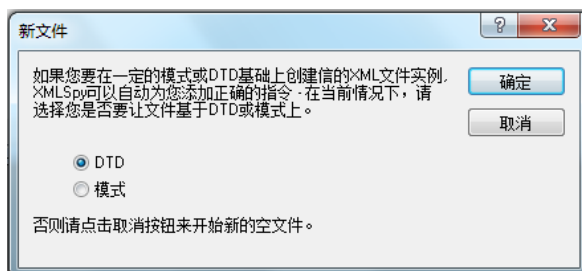 新文件
如果您要在一定的模式或DTD基础上创建信的XML文件实例,
XMLSpy可以自动为您添加正确的指令 - 在当前情况下，请
选择您是否要让文件基于DTD或模式上。
确定
取消
DTD
模式
否则请点击取消按钮来开始新的空文件。